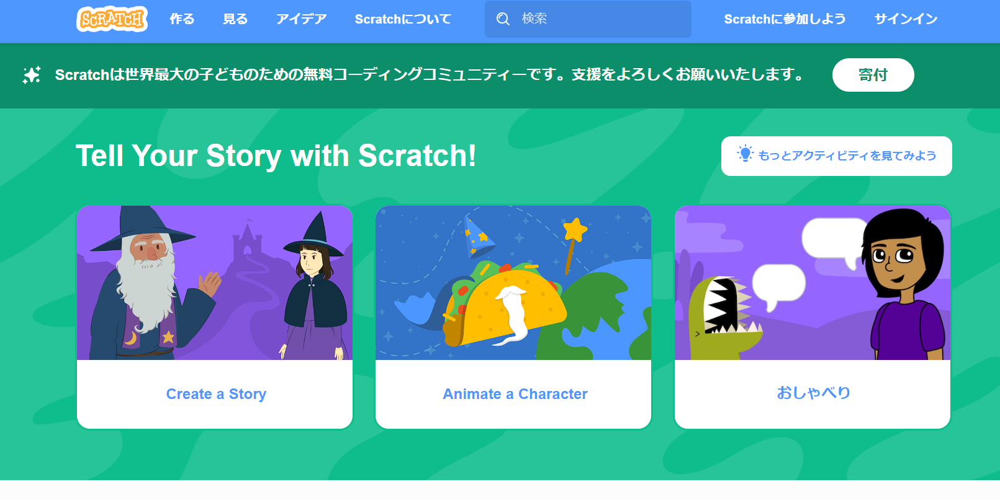 SCRATCH 作る 見る アイデア Scratchについて 検索 Scratchに参加しよう サインイン
Scratchは世界最大の子どものための無料コーディングコミュニティーです。支援をよろしくお願いいたします。 寄付
Tell Your Story with Scratch!
もっとアクティビティを見てみよう
Create a Story
Animate a Character
おしゃべり